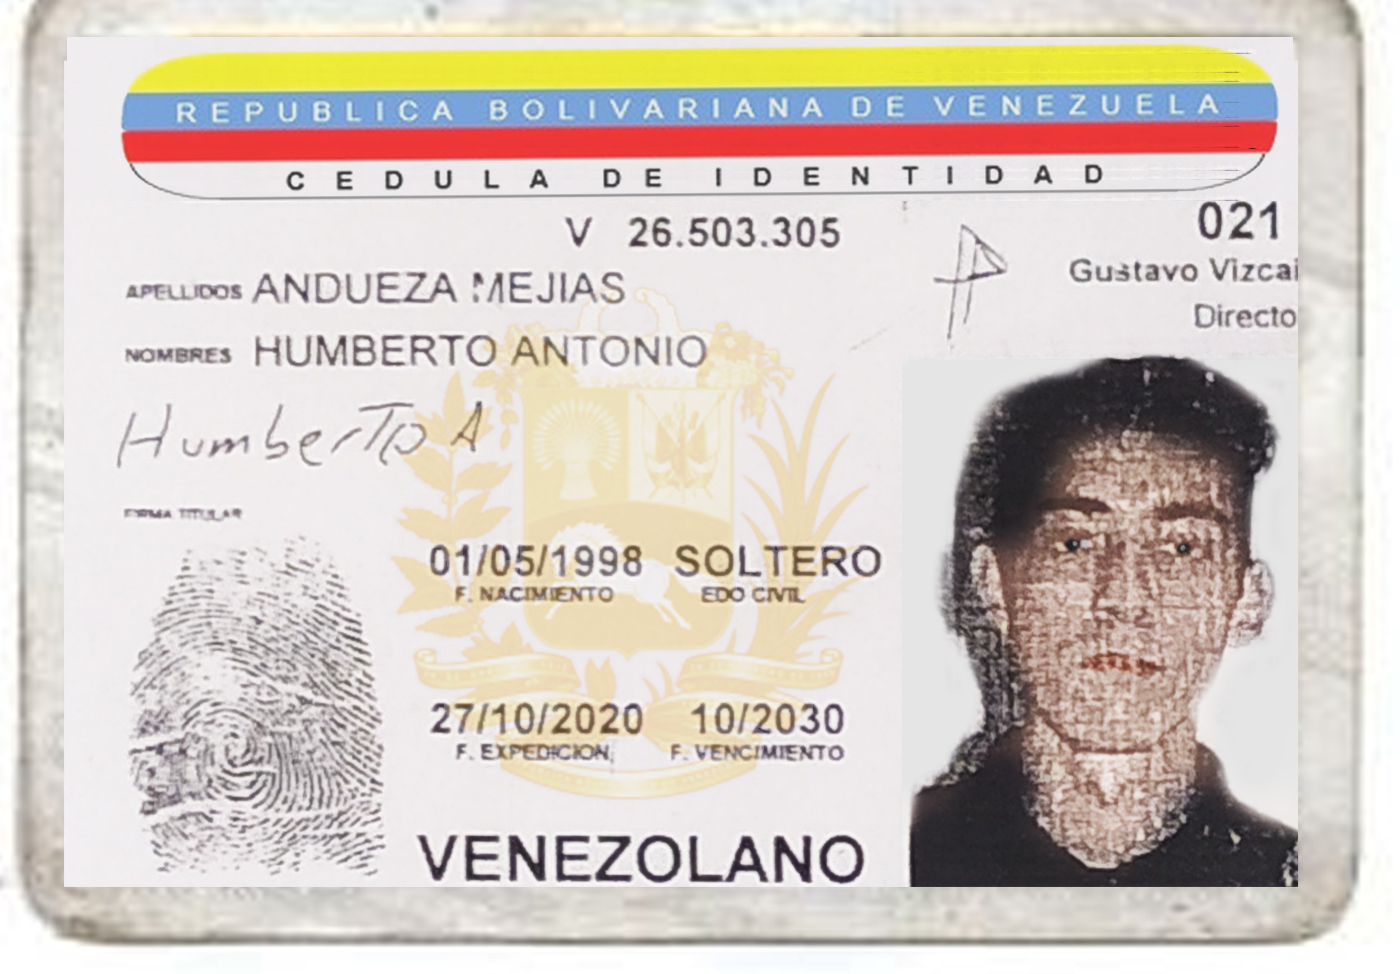 REPUBLICA BOLIVARIANA DE VENEZUELA
CEDULA DE IDENTIDAD
V 26.503.305
021
APELLIDOS ANDUEZA MEJIAS
Gustavo Vizcai
Directo
NOMBRES HUMBERTO ANTONIO
Humberto A
FIRMA TITULAR
01/05/1998 SOLTERO
F. NACIMIENTO EDO CIVIL
27/10/2020 10/2030
F. EXPEDICION F. VENCIMIENTO
VENEZOLANO